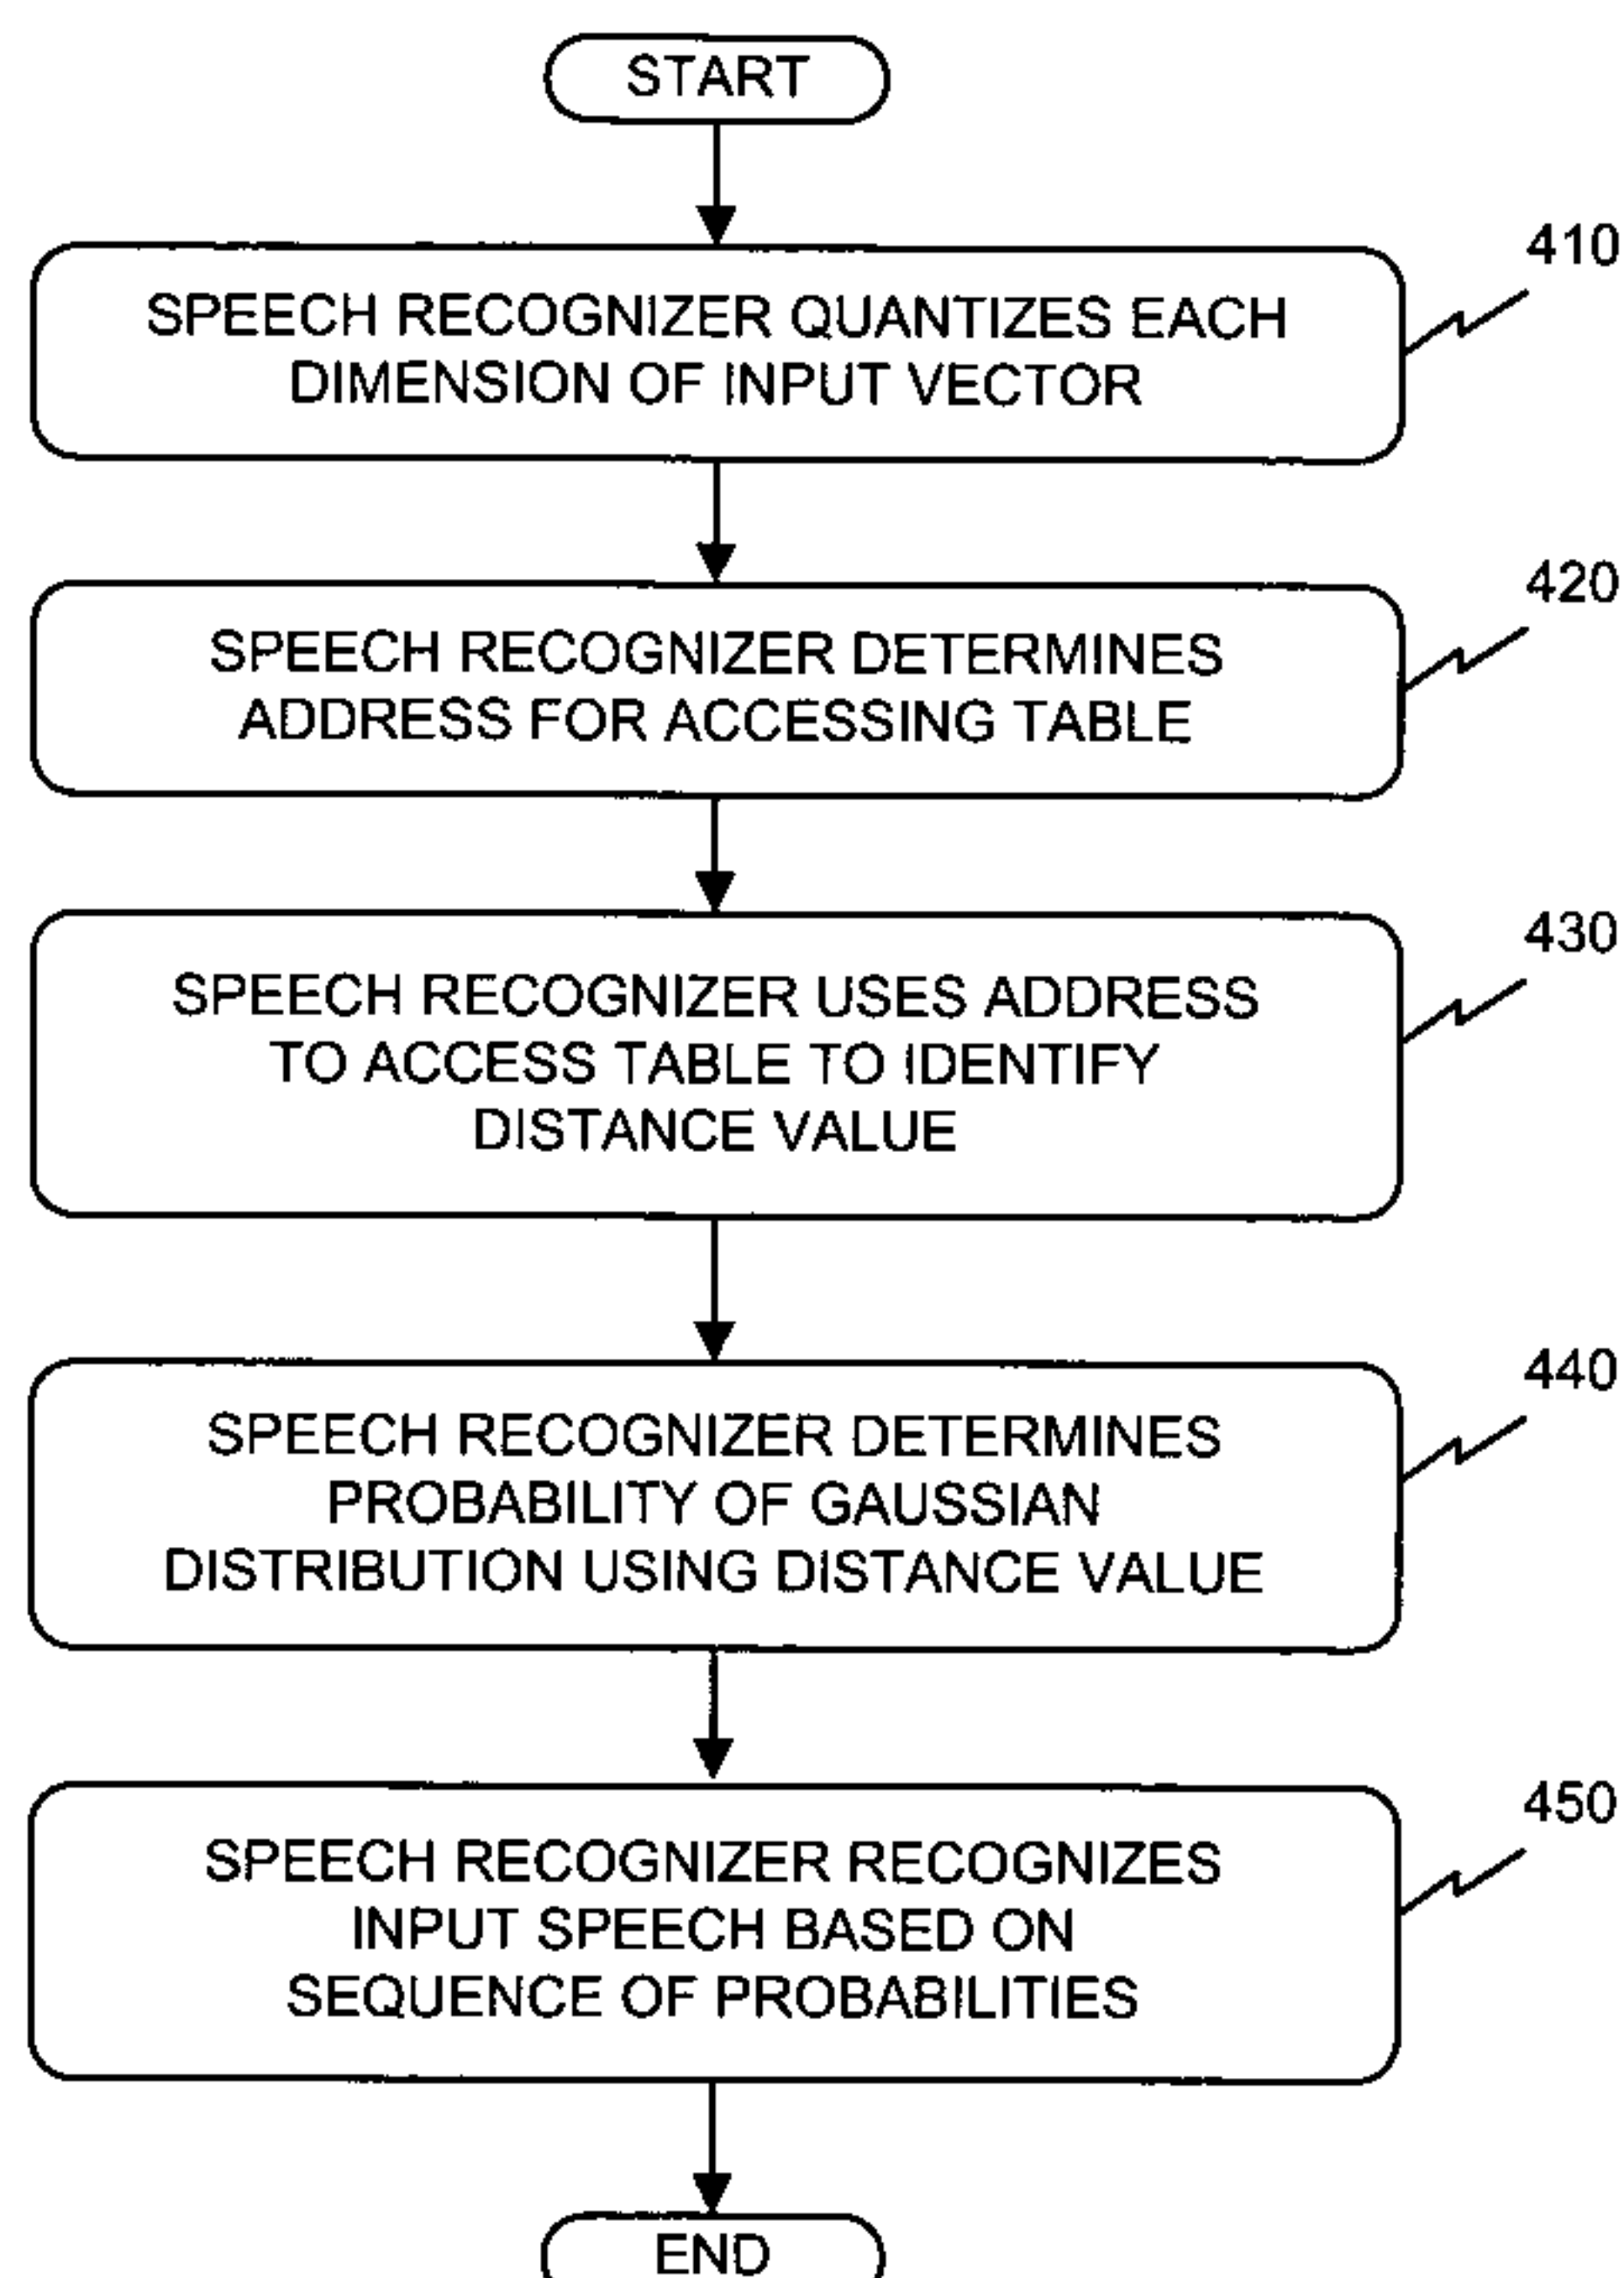 START
410
SPEECH RECOGNIZER QUANTIZES EACH
DIMENSION OF INPUT VECTOR
420
SPEECH RECOGNIZER DETERMINES
ADDRESS FOR ACCESSING TABLE
430
SPEECH RECOGNIZER USES ADDRESS
TO ACCESS TABLE TO IDENTIFY
DISTANCE VALUE
440
SPEECH RECOGNIZER DETERMINES
PROBABILITY OF GAUSSIAN
DISTRIBUTION USING DISTANCE VALUE
450
SPEECH RECOGNIZER RECOGNIZES
INPUT SPEECH BASED ON
SEQUENCE OF PROBABILITIES
END